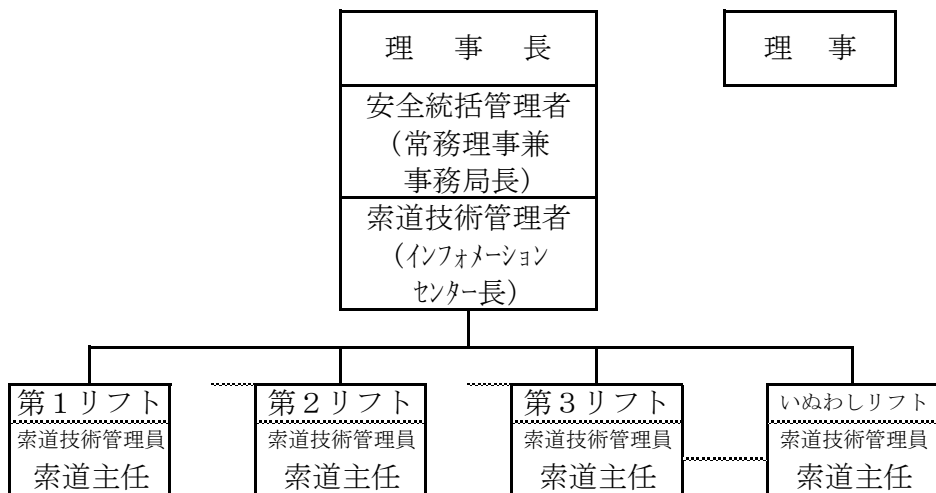 理　事　長
理　事
安全統括管理者
（常務理事兼
事務局長）
索道技術管理者
（ｲﾝﾌｫﾒｰｼｮﾝ
ｾﾝﾀｰ長）
第１リフト
索道技術管理員
索道主任
第２リフト
索道技術管理員
索道主任
第３リフト
索道技術管理員
索道主任
いぬわしリフト
索道技術管理員
索道主任